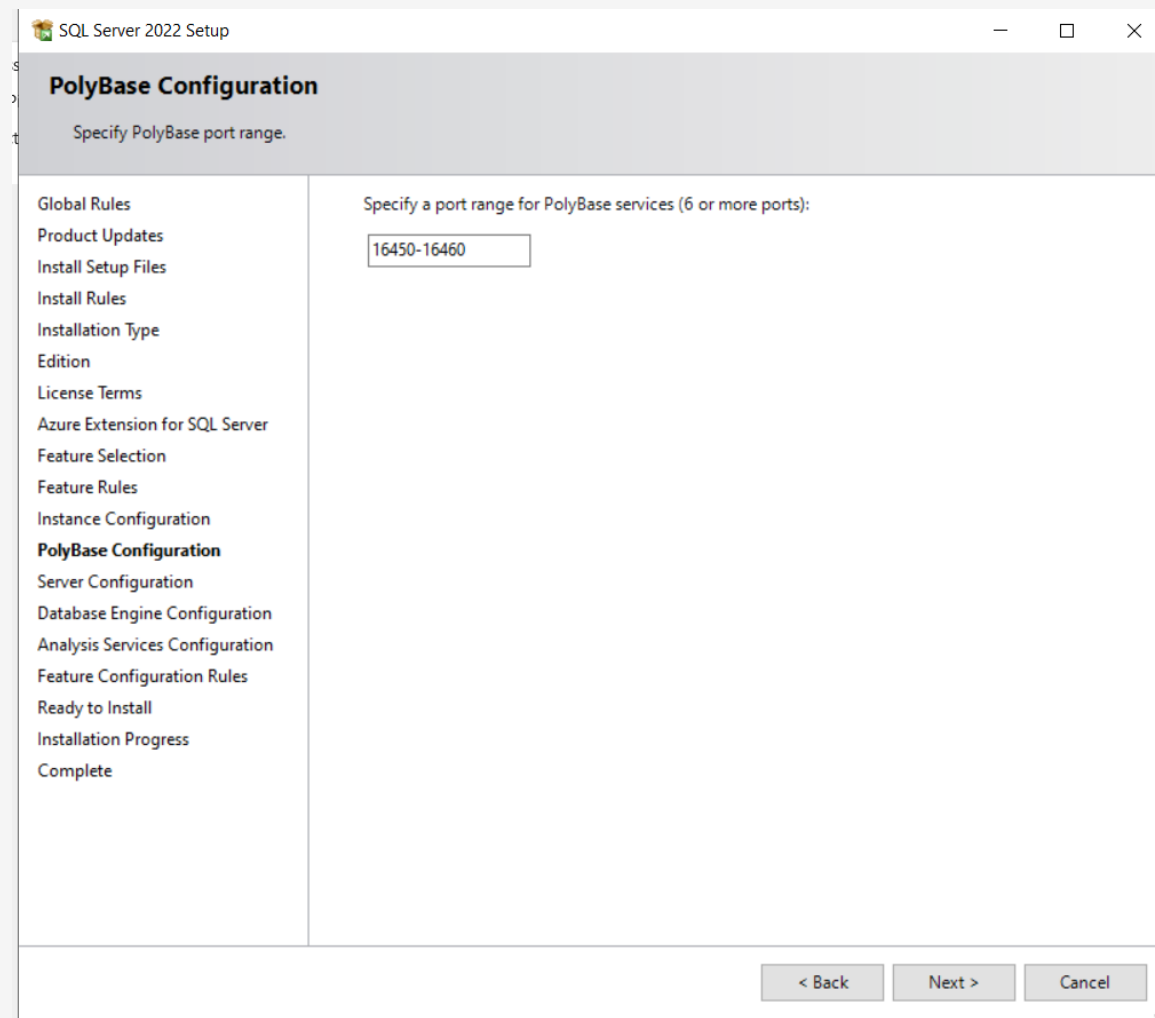 SQL Server 2022 Setup
PolyBase Configuration
Specify PolyBase port range.
Global Rules
Product Updates
Install Setup Files
Install Rules
Installation Type
Edition
License Terms
Azure Extension for SQL Server
Feature Selection
Feature Rules
Instance Configuration
PolyBase Configuration
Server Configuration
Database Engine Configuration
Analysis Services Configuration
Feature Configuration Rules
Ready to Install
Installation Progress
Complete
Specify a port range for PolyBase services (6 or more ports):
16450-16460
< Back
Next >
Cancel